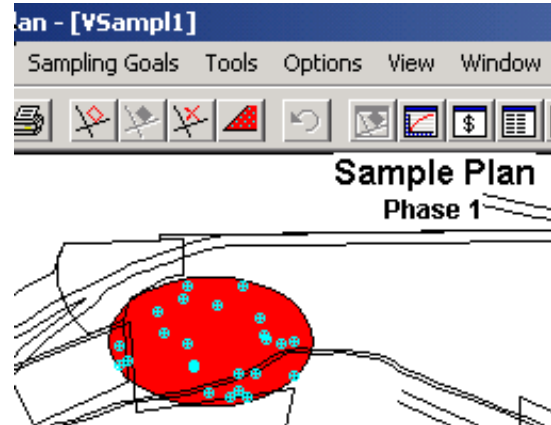 lan - [VSampl1]
Sampling Goals Tools Options View Window
$
Sample Plan
Phase 1